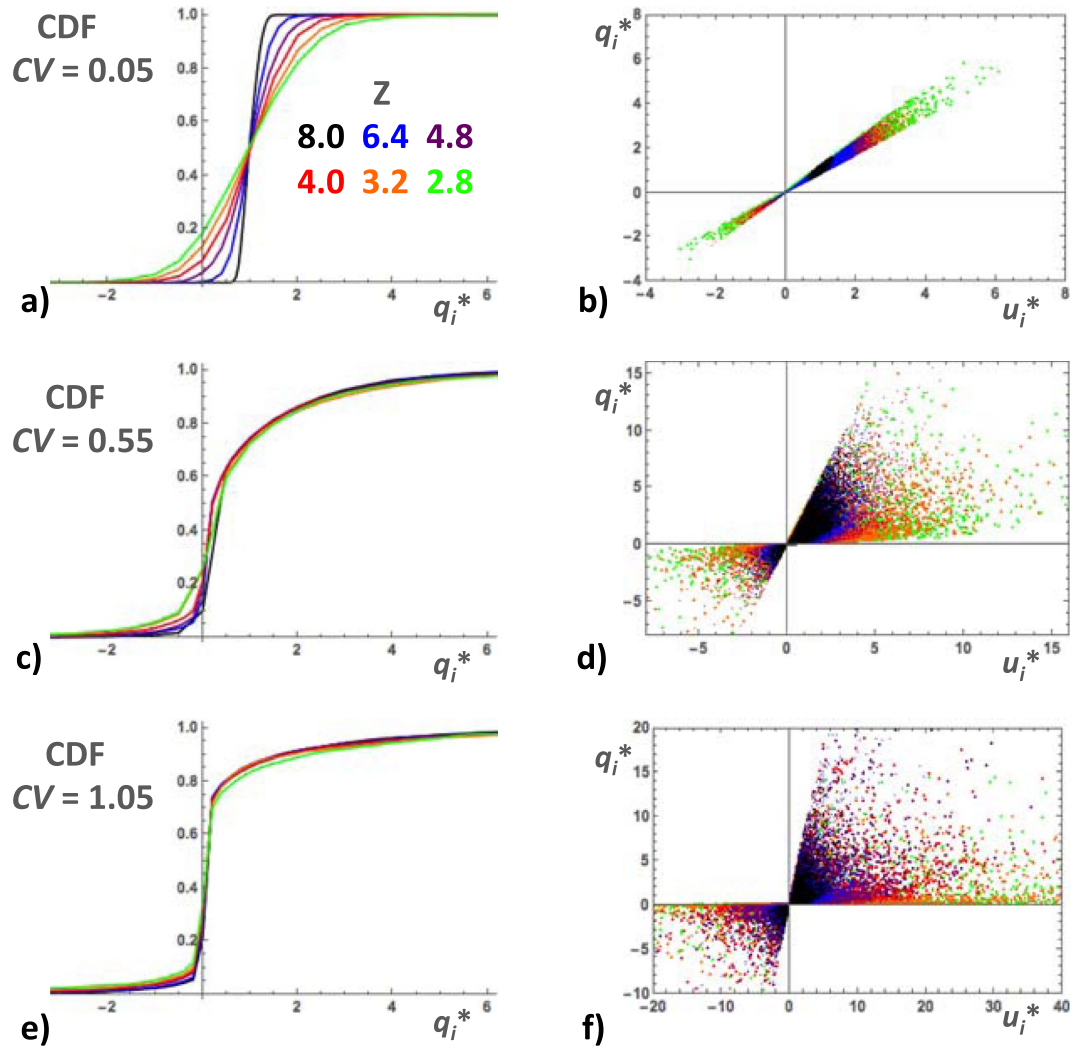 CDF
CV = 0.05
1.0
0.8
0.6
0.4
0.2
Z
8.0 6.4 4.8
4.0 3.2 2.8
−2 2 4 6
a) qi*
qi*
8
6
4
2
0
−2
−4
−4 −2 0 2 4 6 8
b) ui*
CDF
CV = 0.55
1.0
0.8
0.6
0.4
0.2
−2 2 4 6
c) qi*
qi*
15
10
5
0
−5
−5 0 5 10 15
d) ui*
CDF
CV = 1.05
1.0
0.8
0.6
0.4
0.2
−2 2 4 6
e) qi*
qi*
20
15
10
5
0
−5
−10
−20 −10 0 10 20 30 40
f) ui*